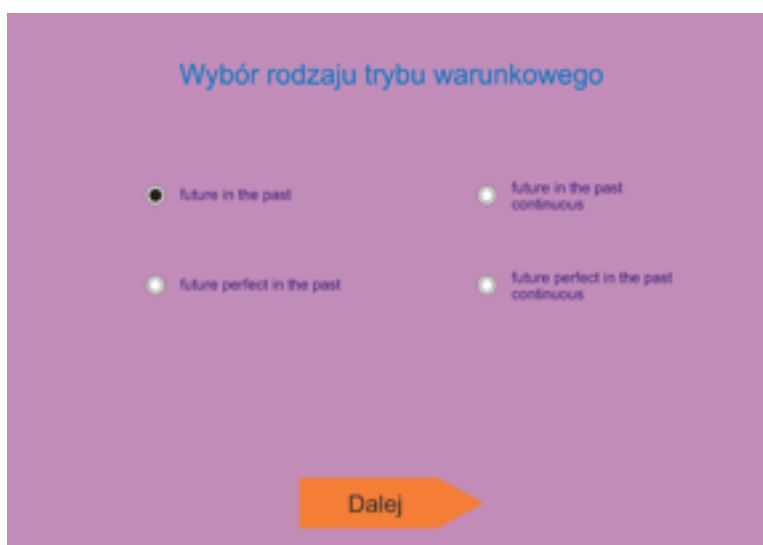 Wybór rodzaju trybu warunkowego
future in the past
future in the past
continuous
future perfect in the past
future perfect in the past
continuous
Dalej